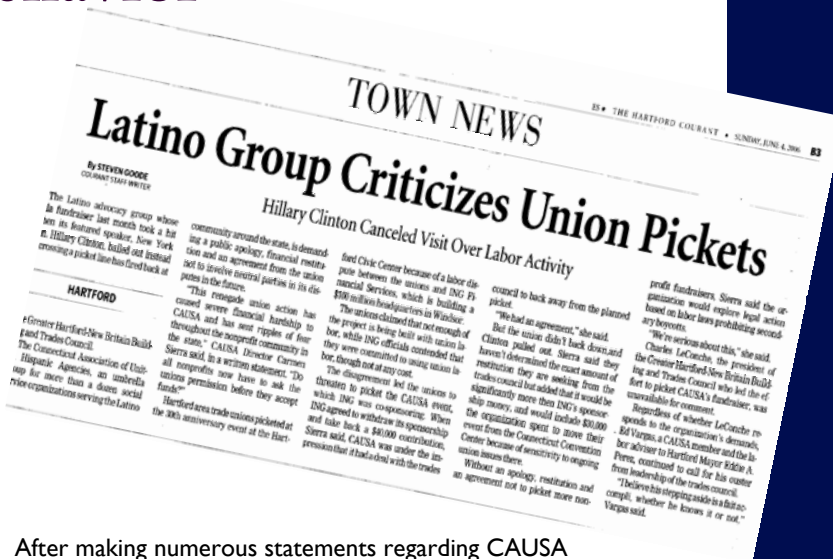 TOWN NEWS
THE HARTFORD COURANT • SUNDAY, JUNE 4, 2006 B3
Latino Group Criticizes Union Pickets
Hillary Clinton Canceled Visit Over Labor Activity
By STEVEN GOODE
COURANT STAFF WRITER
The Latino advocacy group whose
la fundraiser last month took a hit
en its featured speaker, New York
n. Hillary Clinton, bailed out instead
crossing a picket line has fired back at
HARTFORD
e Greater Hartford-New Britain Build-
g and Trades Council.
The Connecticut Association of Unit-
Hispanic Agencies, an umbrella
oup for more than a dozen social
rvice organizations serving the Latino
community around the state, is demand-
ing a public apology, financial restitu-
tion and an agreement from the union
not to involve neutral parties in its dis-
putes in the future.
"This renegade union action has
caused severe financial hardship to
CAUSA and has sent ripples of fear
throughout the nonprofit community in
the state," CAUSA Director Carmen
Sierra said, in a written statement. "Do
all nonprofits now have to ask the
unions permission before they accept
funds?"
Hartford area trade unions picketed at
the 30th anniversary event of the Hart-
ford Civic Center because of a labor dis-
pute between the unions and ING Fi-
nancial Services, which is building a
$100 million headquarters in Windsor.
The unions claimed that not enough of
the project is being built with union la-
bor, while ING officials contended that
they were committed to using union la-
bor, though not at any cost.
The disagreement led the unions to
threaten to picket the CAUSA event,
which ING was co-sponsoring. When
ING agreed to withdraw its sponsorship
and take back a $40,000 contribution,
Sierra said, CAUSA was under the im-
pression that it had a deal with the trades
council to back away from the planned
picket.
"We had an agreement," she said.
But the union didn't back down, and
Clinton pulled out. Sierra said they
haven't determined the exact amount of
restitution they are seeking from the
trades council but added that it would be
significantly more then ING's sponsor-
ship money, and would include $30,000
the organization spent to move their
event from the Connecticut Convention
Center because of sensitivity to ongoing
union issues there.
Without an apology, restitution and
an agreement not to picket more non-
profit fundraisers, Sierra said the or-
ganization would explore legal action
based on labor laws prohibiting second-
ary boycotts.
"We're serious about this," she said.
Charles LeConche, the president of
the Greater Hartford-New Britain Build-
ing and Trades Council who led the ef-
fort to picket CAUSA's fundraiser, was
unavailable for comment.
Regardless of whether LeConche re-
sponds to the organization's demands,
Ed Vargas, a CAUSA member and the la-
bor adviser to Hartford Mayor Eddie A.
Perez, continued to call for his ouster
from leadership of the trades council.
"I believe his stepping aside is a fait ac-
compli, whether he knows it or not,"
Vargas said.
After making numerous statements regarding CAUSA